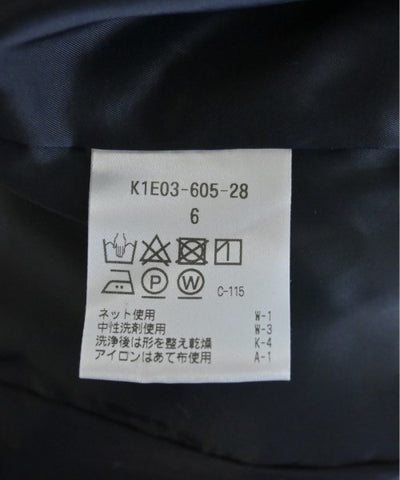 K1E03-605-28
6
P W C-115
ネット使用 W-1
中性洗剤使用 W-3
洗浄後は形を整え乾燥 K-4
アイロンはあて布使用 A-1